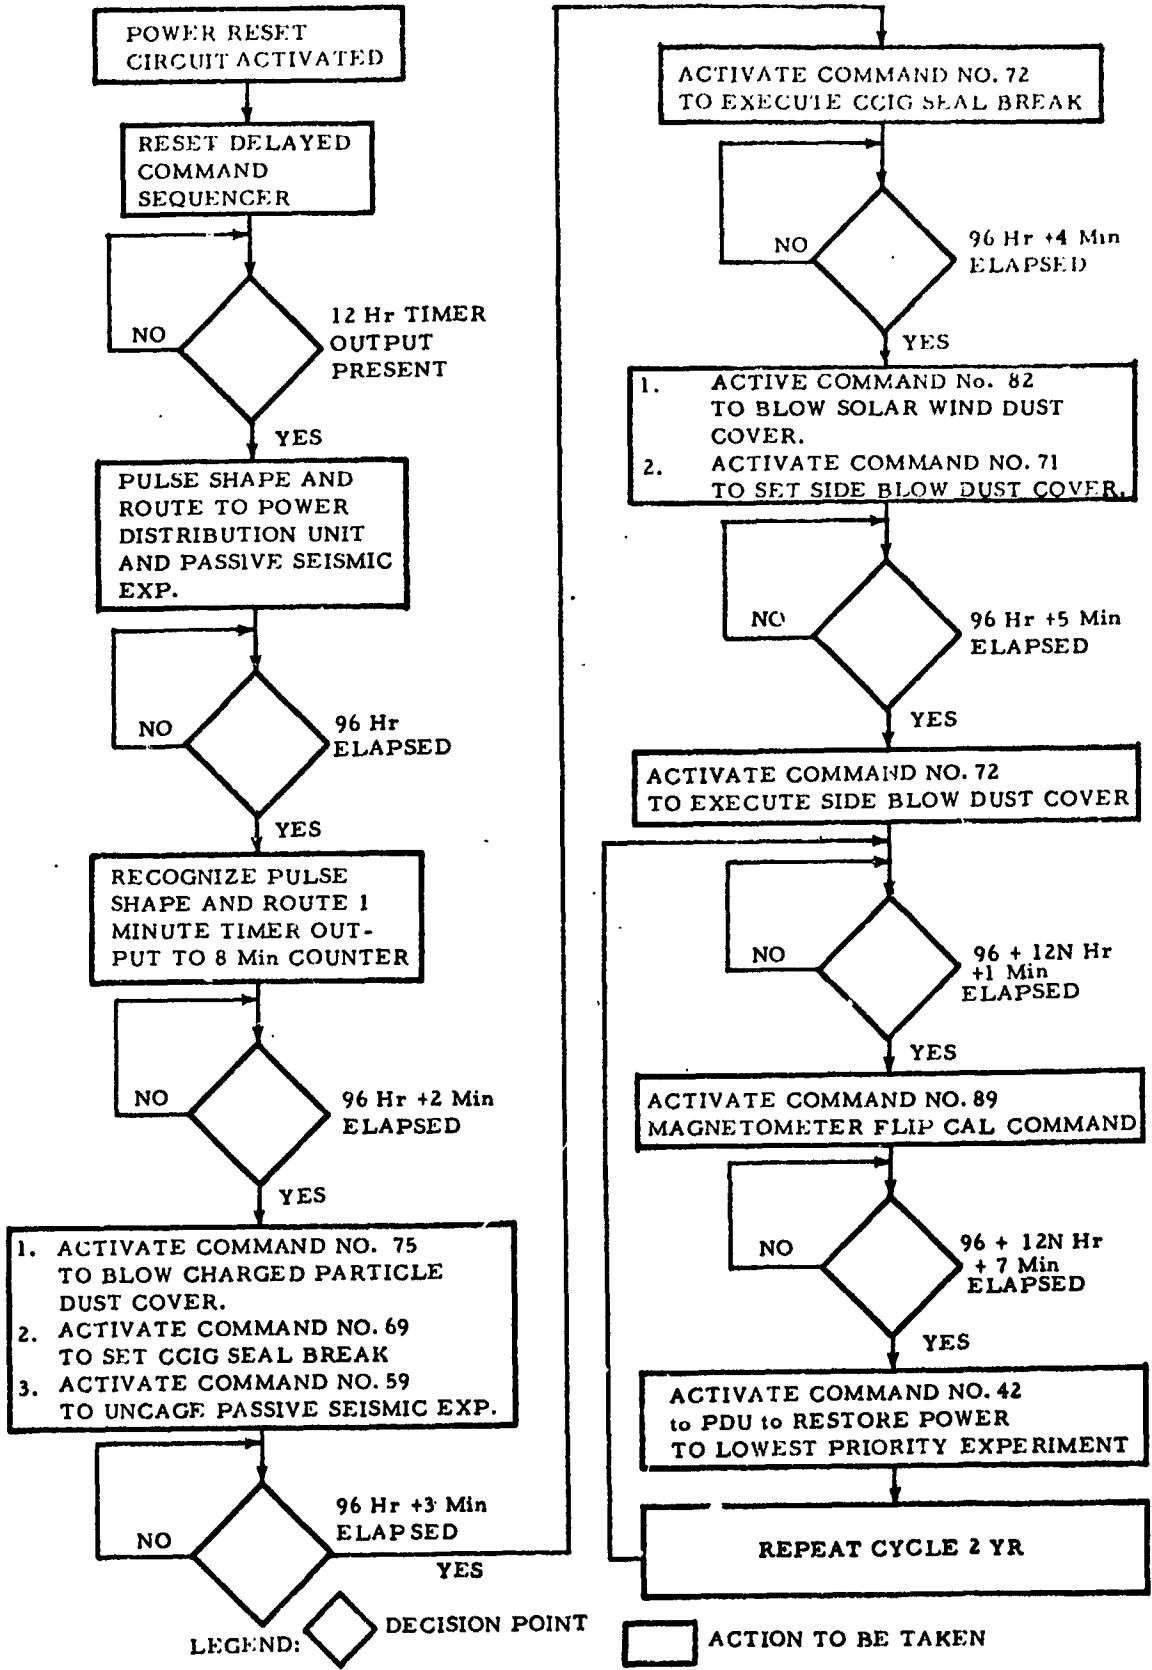 POWER RESET
CIRCUIT ACTIVATED
RESET DELAYED
COMMAND
SEQUENCER
NO
12 Hr TIMER
OUTPUT
PRESENT
YES
PULSE SHAPE AND
ROUTE TO POWER
DISTRIBUTION UNIT
AND PASSIVE SEISMIC
EXP.
NO
96 Hr
ELAPSED
YES
RECOGNIZE PULSE
SHAPE AND ROUTE 1
MINUTE TIMER OUT-
PUT TO 8 Min COUNTER
NO
96 Hr +2 Min
ELAPSED
YES
1. ACTIVATE COMMAND NO. 75
TO BLOW CHARGED PARTICLE
DUST COVER.
2. ACTIVATE COMMAND NO. 69
TO SET CCIG SEAL BREAK
3. ACTIVATE COMMAND NO. 59
TO UNCAGE PASSIVE SEISMIC EXP.
NO
96 Hr +3 Min
ELAPSED
YES
ACTIVATE COMMAND NO. 72
TO EXECUTE CCIG SEAL BREAK
NO
96 Hr +4 Min
ELAPSED
YES
1. ACTIVE COMMAND No. 82
TO BLOW SOLAR WIND DUST
COVER.
2. ACTIVATE COMMAND NO. 71
TO SET SIDE BLOW DUST COVER.
NO
96 Hr +5 Min
ELAPSED
YES
ACTIVATE COMMAND NO. 72
TO EXECUTE SIDE BLOW DUST COVER
NO
96 + 12N Hr
+1 Min
ELAPSED
YES
ACTIVATE COMMAND NO. 89
MAGNETOMETER FLIP CAL COMMAND
NO
96 + 12N Hr
+ 7 Min
ELAPSED
YES
ACTIVATE COMMAND NO. 42
to PDU to RESTORE POWER
TO LOWEST PRIORITY EXPERIMENT
REPEAT CYCLE 2 YR
LEGEND:
DECISION POINT
ACTION TO BE TAKEN